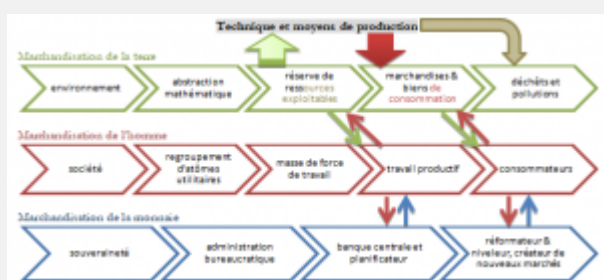 Technique et moyens de production
Marchandisation de la terre
environnement
abstraction
mathématique
réserve de
ressources
exploitables
marchandises &
biens de
consommation
déchêts et
pollutions
Marchandisation de l'homme
société
regroupement
d'atômes
utilitaires
masse de force
de travail
travail productif
consommateurs
Marchandisation de la monnaie
souveraineté
administration
bureaucratique
banque centrale et
planificateur
réformateur &
niveleur, créateur de
nouveaux marchés